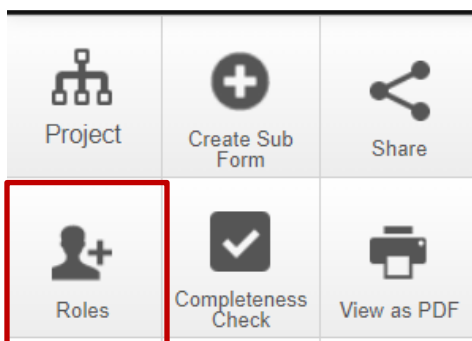 Project
Create Sub
Form
Share
Roles
Completeness
Check
View as PDF